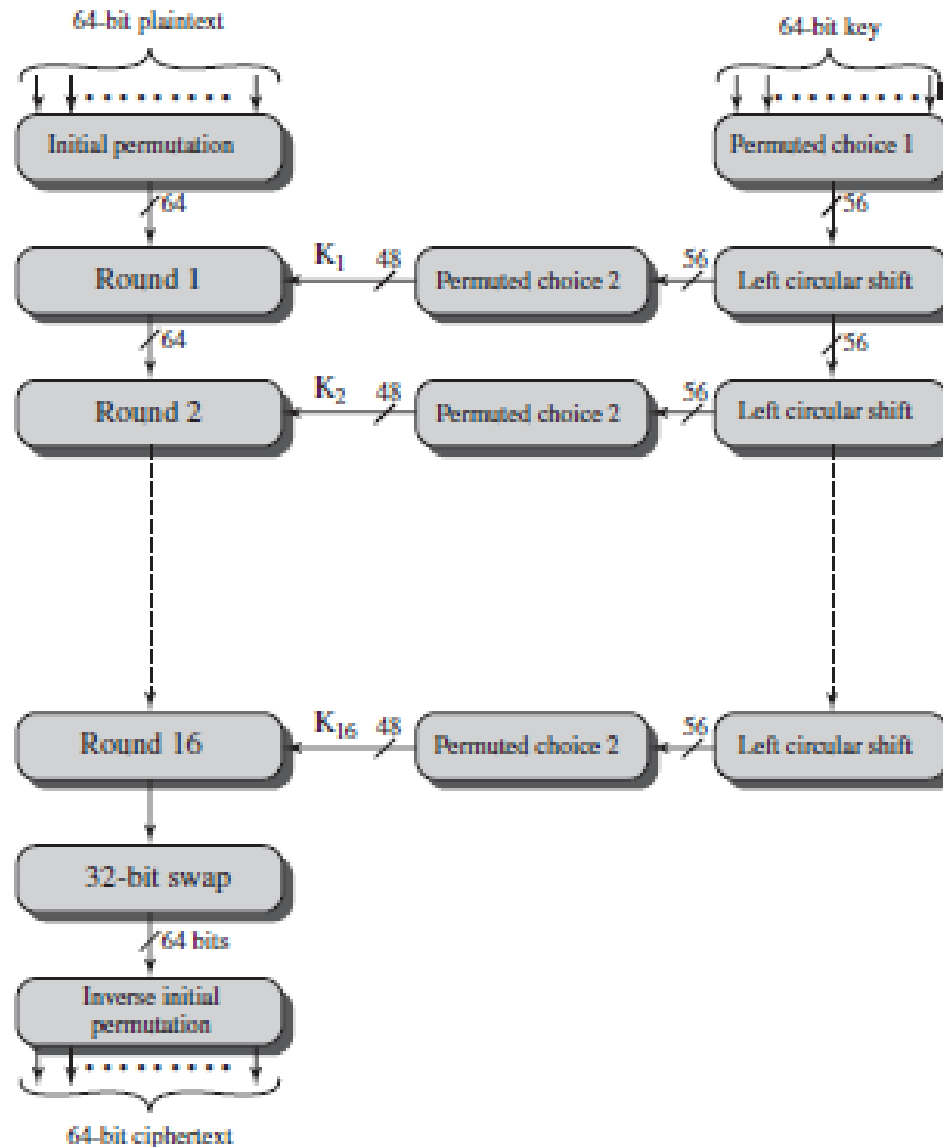 64-bit plaintext
64-bit key
Initial permutation
Permuted choice 1
64
56
Round 1
K1
48
Permuted choice 2
56
Left circular shift
64
56
Round 2
K2
48
Permuted choice 2
56
Left circular shift
Round 16
K16
48
Permuted choice 2
56
Left circular shift
32-bit swap
64 bits
Inverse initial
permutation
64-bit ciphertext